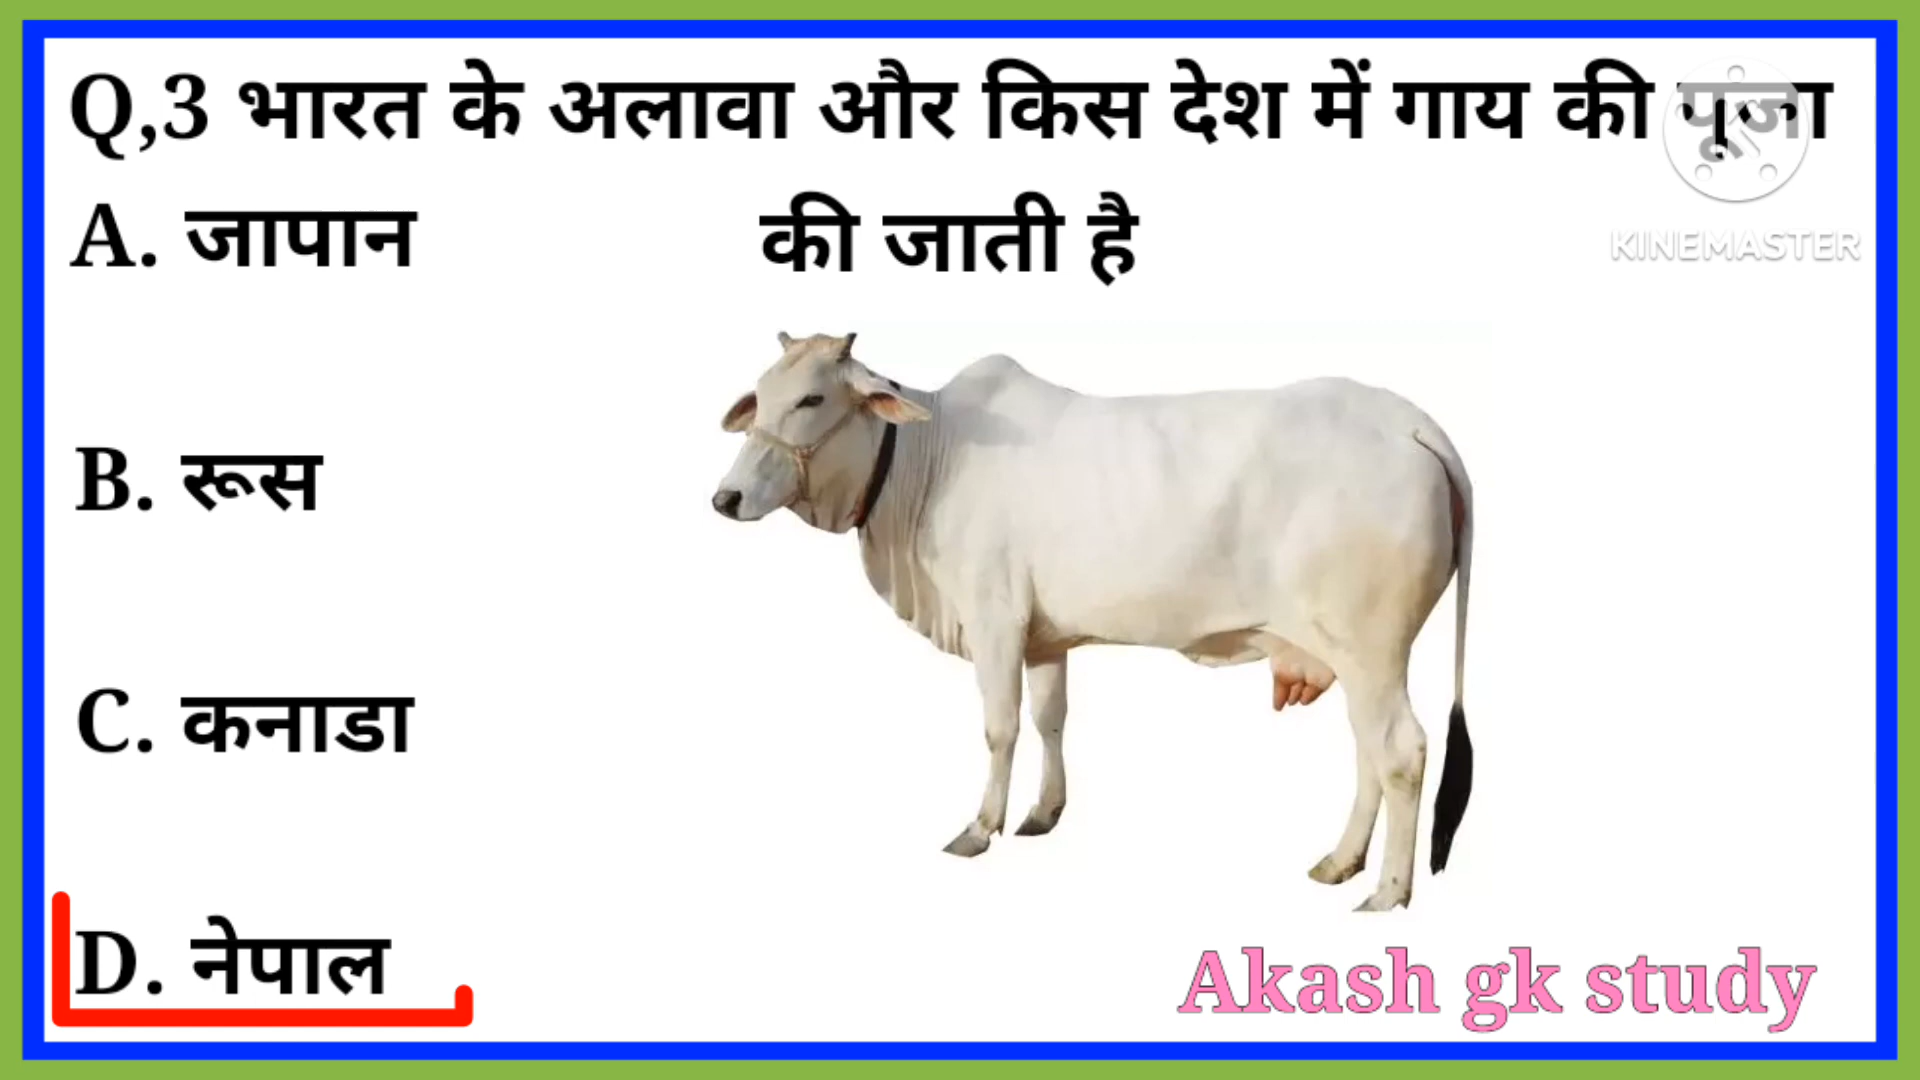 Q,3 भारत के अलावा और किस देश में गाय की पूजा
की जाती है
A. जापान
B. रूस
C. कनाडा
D. नेपाल
KINEMASTER
Akash gk study